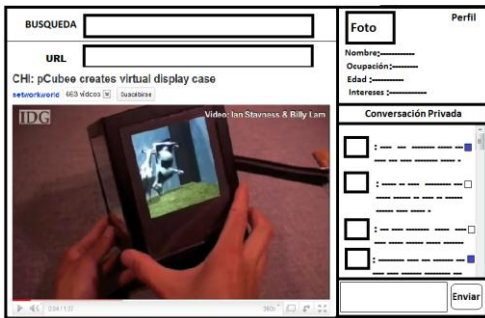 BUSQUEDA
URL
CHI: pCubee creates virtual display case
networkworld 663 videos Suscribirse
IDG
Video: Ian Stavness & Billy Lam
Foto
Perfil
Nombre:
Ocupación:
Edad :
Intereses :
Conversación Privada
Enviar